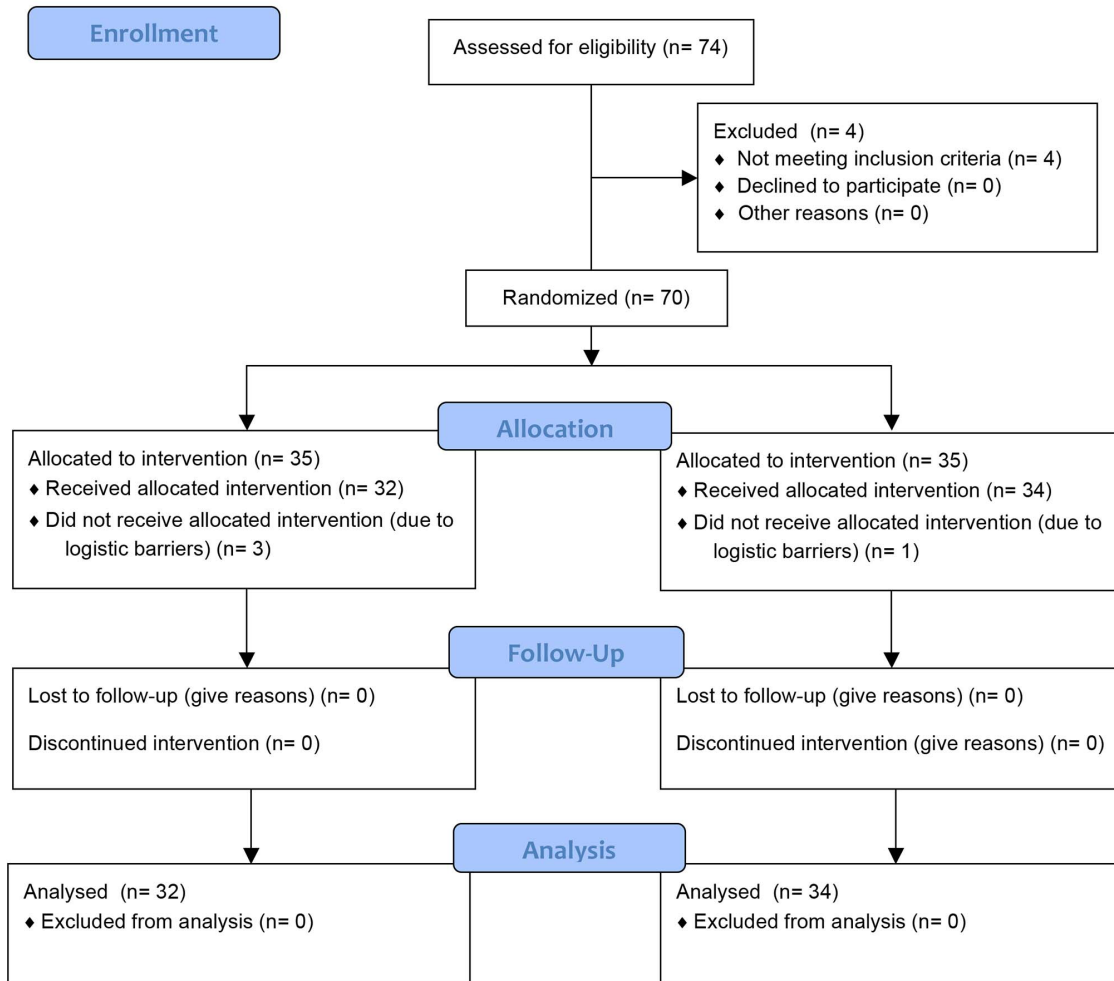 Enrollment
Assessed for eligibility (n= 74)
Excluded (n= 4)
♦ Not meeting inclusion criteria (n= 4)
♦ Declined to participate (n= 0)
♦ Other reasons (n= 0)
Randomized (n= 70)
Allocation
Allocated to intervention (n= 35)
♦ Received allocated intervention (n= 32)
♦ Did not receive allocated intervention (due to
logistic barriers) (n= 3)
Allocated to intervention (n= 35)
♦ Received allocated intervention (n= 34)
♦ Did not receive allocated intervention (due to
logistic barriers) (n= 1)
Follow-Up
Lost to follow-up (give reasons) (n= 0)
Discontinued intervention (n= 0)
Lost to follow-up (give reasons) (n= 0)
Discontinued intervention (give reasons) (n= 0)
Analysis
Analysed (n= 32)
♦ Excluded from analysis (n= 0)
Analysed (n= 34)
♦ Excluded from analysis (n= 0)